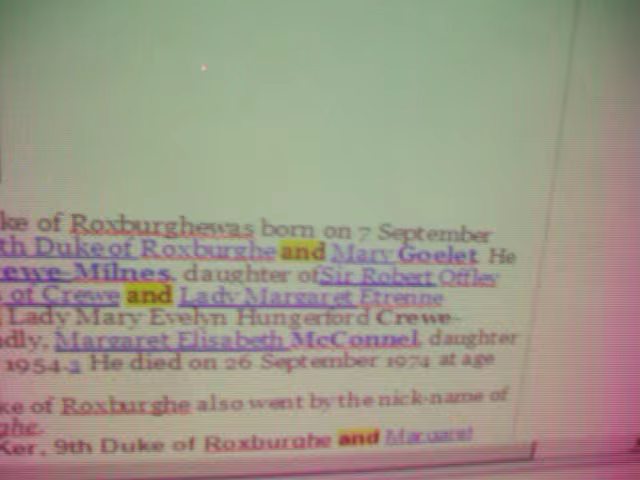 ke of Roxburghewas born on 7 September
th Duke of Roxburghe and Mary Goelet. He
ewe-Milnes, daughter ofSir Robert Offley
s of Crewe and Lady Margaret Etrenne
Lady Mary Evelyn Hungerford Crewe-
dly, Margaret Elisabeth McConnel, daughter
1954.2 He died on 26 September 1974 at age
ke of Roxburghe also went by the nick-name of
ghe.
Ker, 9th Duke of Roxburghe and Margaret